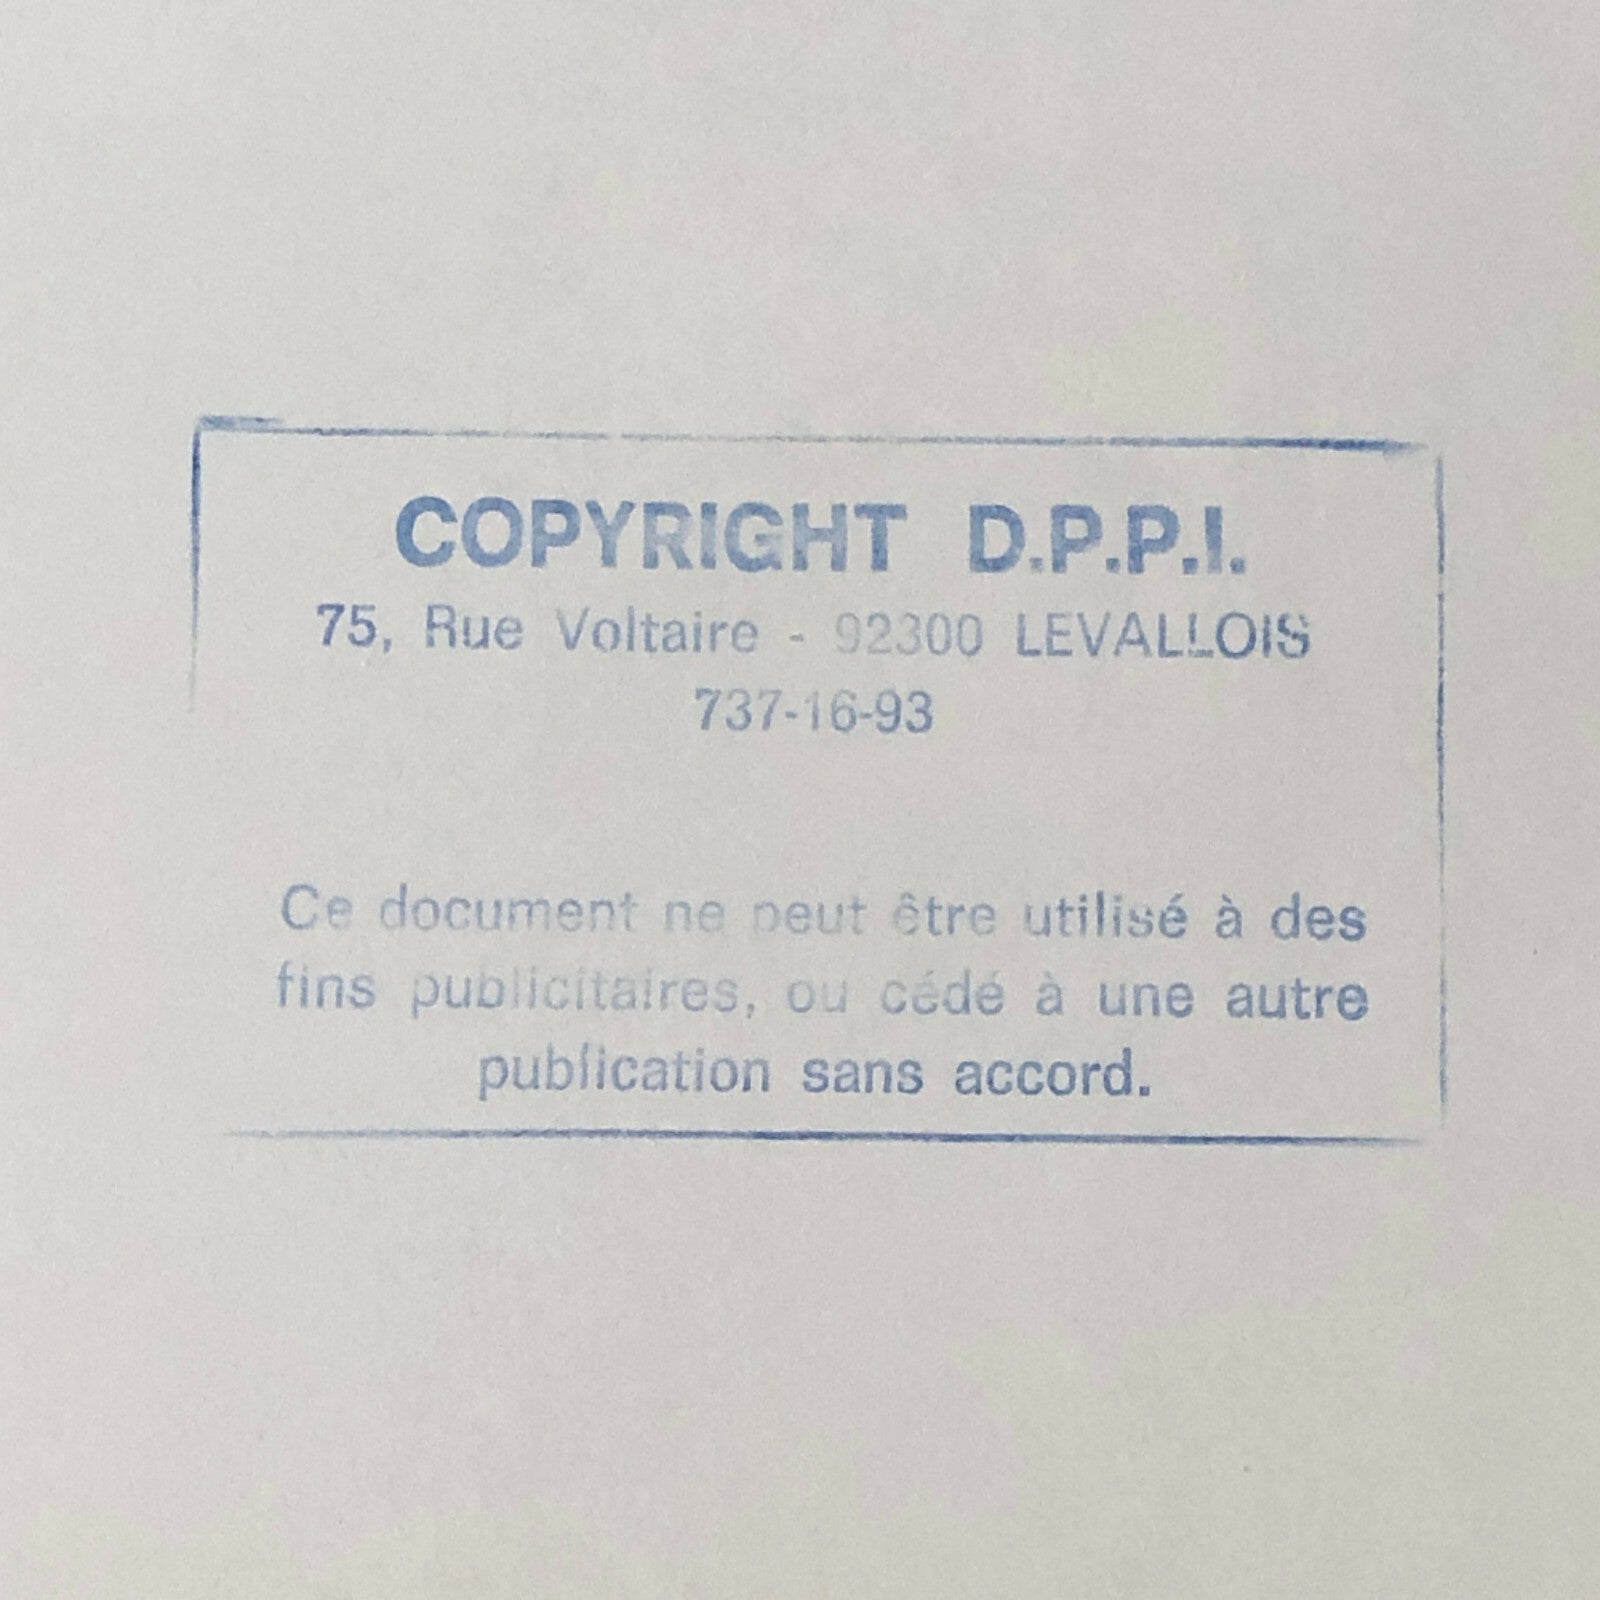 COPYRIGHT D.P.P.I.
75, Rue Voltaire - 92300 LEVALLOIS
737-16-93
Ce document ne peut être utilisé à des
fins publicitaires, ou cédé à une autre
publication sans accord.